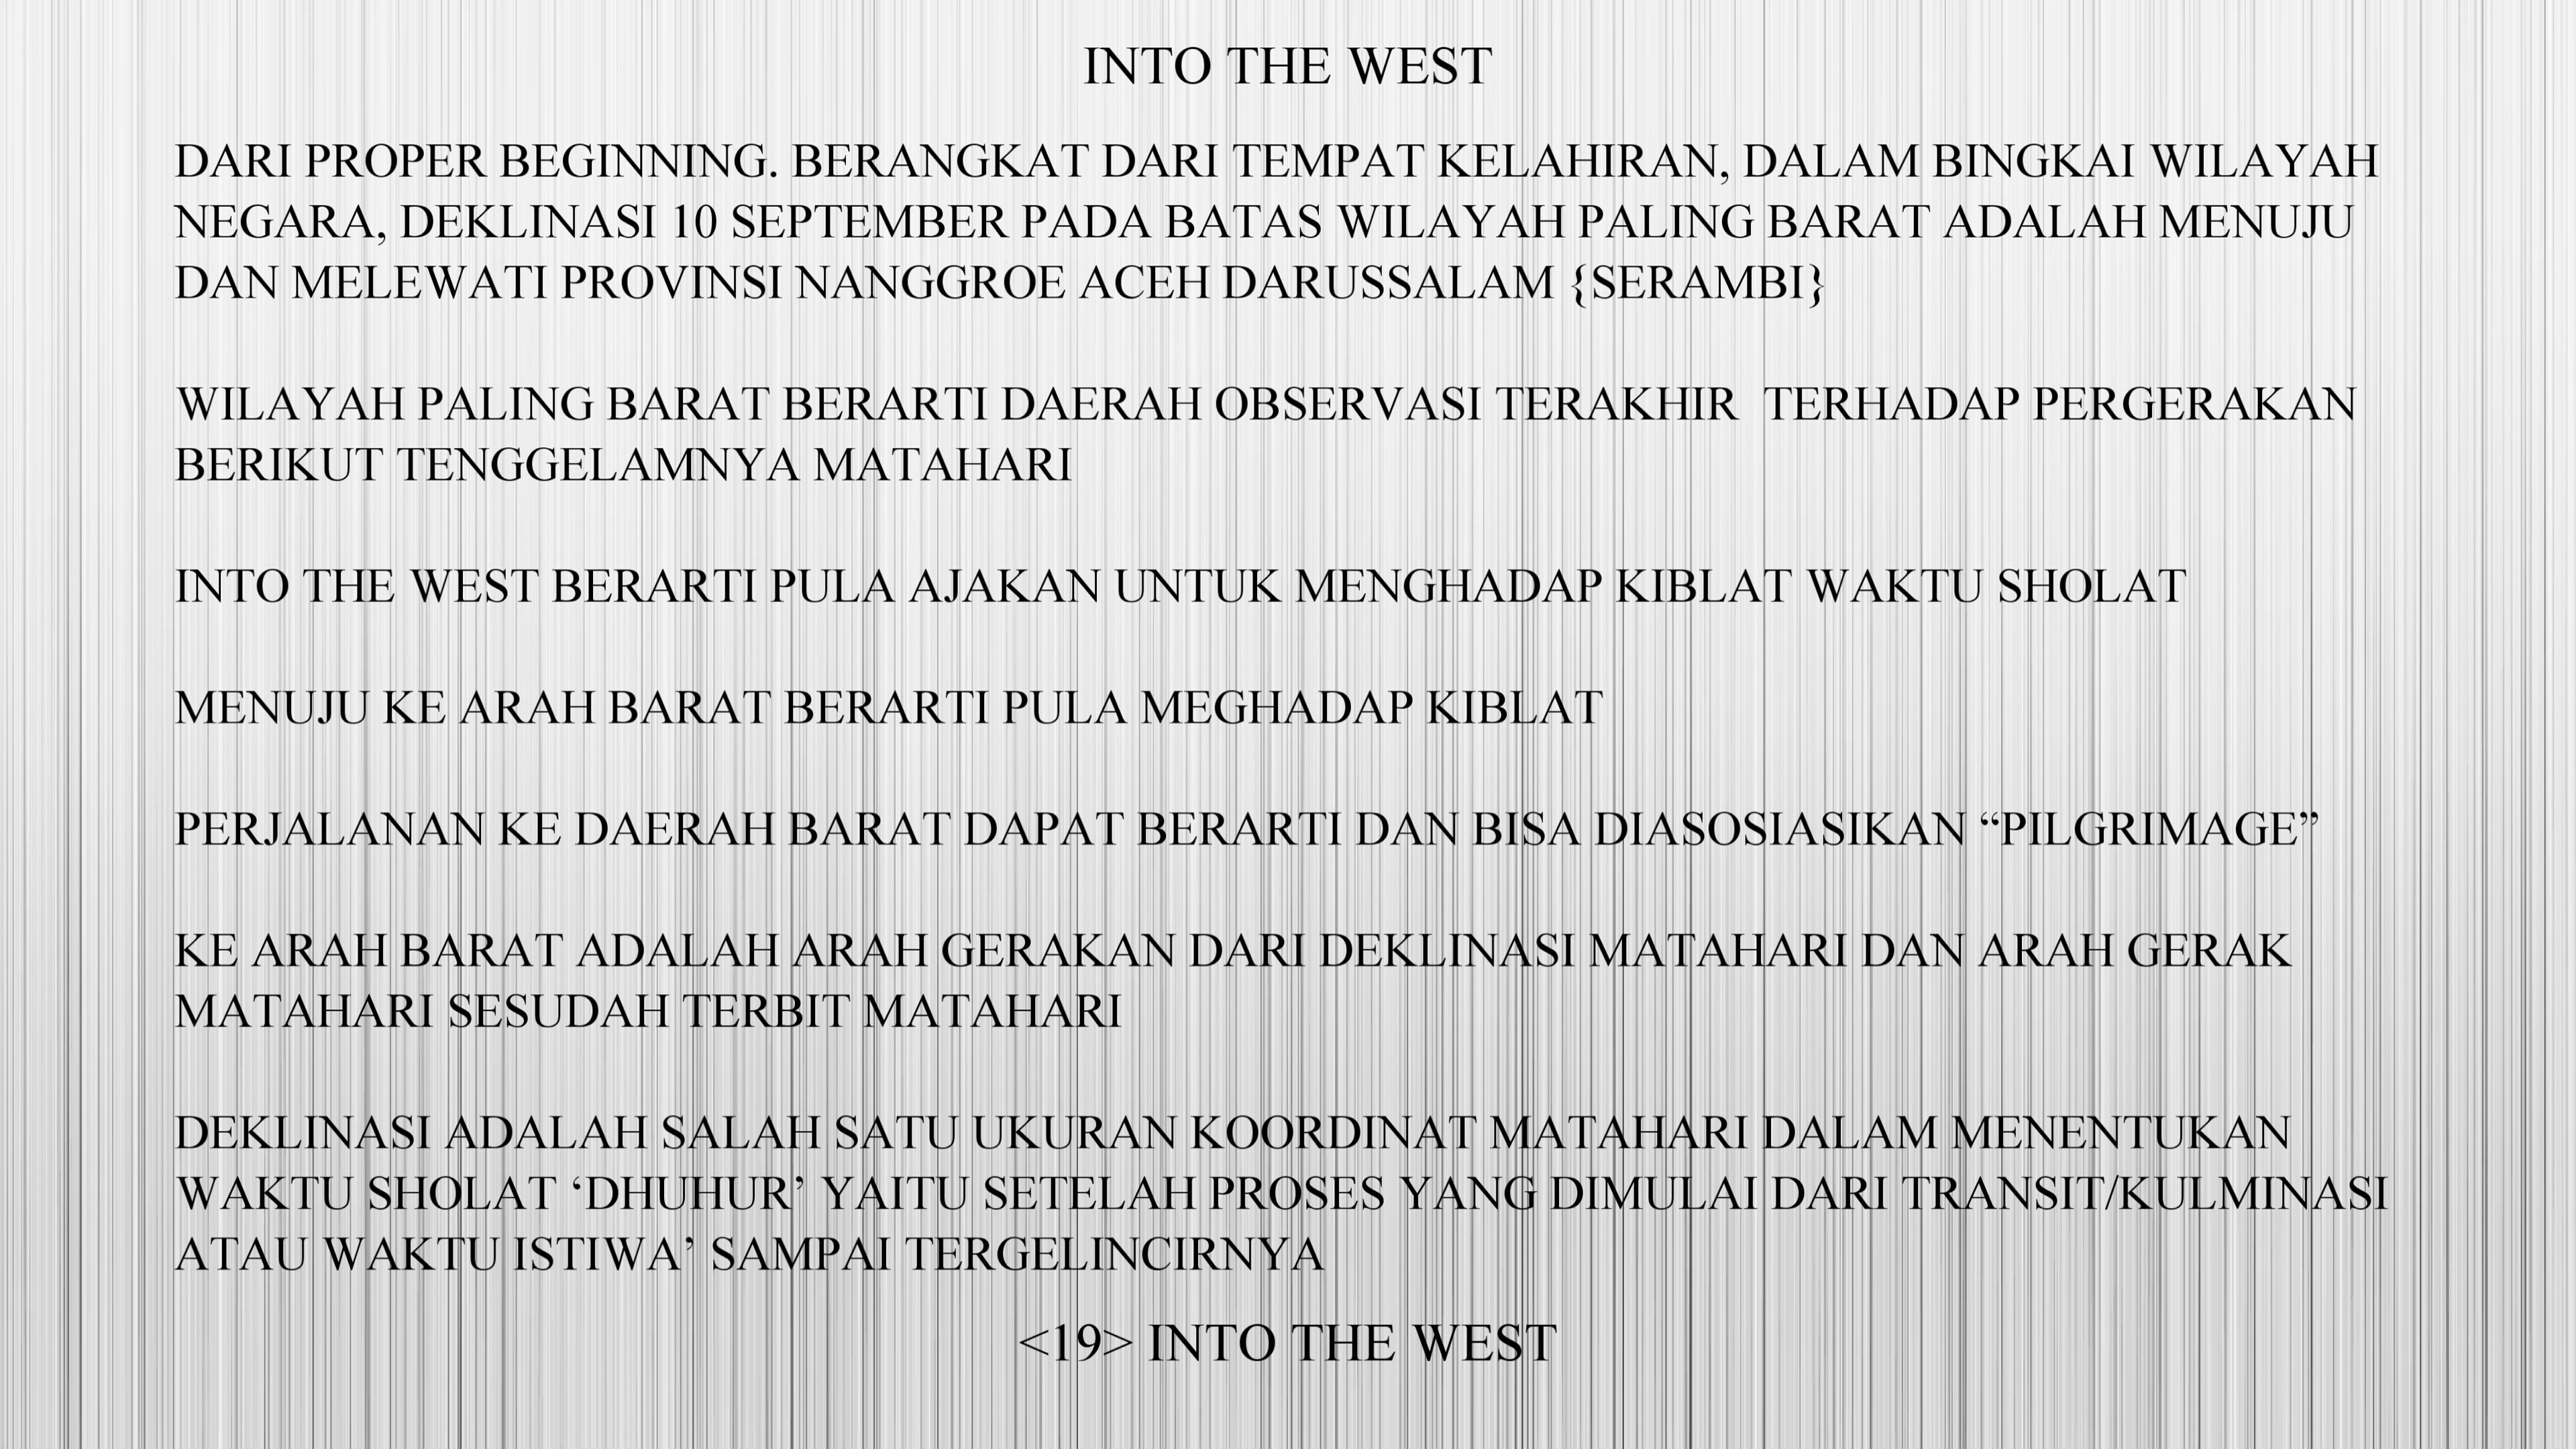 INTO THE WEST
DARI PROPER BEGINNING. BERANGKAT DARI TEMPAT KELAHIRAN, DALAM BINGKAI WILAYAH
NEGARA, DEKLINASI 10 SEPTEMBER PADA BATAS WILAYAH PALING BARAT ADALAH MENUJU
DAN MELEWATI PROVINSI NANGGROE ACEH DARUSSALAM {SERAMBI}
WILAYAH PALING BARAT BERARTI DAERAH OBSERVASI TERAKHIR  TERHADAP PERGERAKAN
BERIKUT TENGGELAMNYA MATAHARI
INTO THE WEST BERARTI PULA AJAKAN UNTUK MENGHADAP KIBLAT WAKTU SHOLAT
MENUJU KE ARAH BARAT BERARTI PULA MEGHADAP KIBLAT
PERJALANAN KE DAERAH BARAT DAPAT BERARTI DAN BISA DIASOSIASIKAN “PILGRIMAGE”
KE ARAH BARAT ADALAH ARAH GERAKAN DARI DEKLINASI MATAHARI DAN ARAH GERAK
MATAHARI SESUDAH TERBIT MATAHARI
DEKLINASI ADALAH SALAH SATU UKURAN KOORDINAT MATAHARI DALAM MENENTUKAN
WAKTU SHOLAT ‘DHUHUR’ YAITU SETELAH PROSES YANG DIMULAI DARI TRANSIT/KULMINASI
ATAU WAKTU ISTIWA’ SAMPAI TERGELINCIRNYA
<19> INTO THE WEST